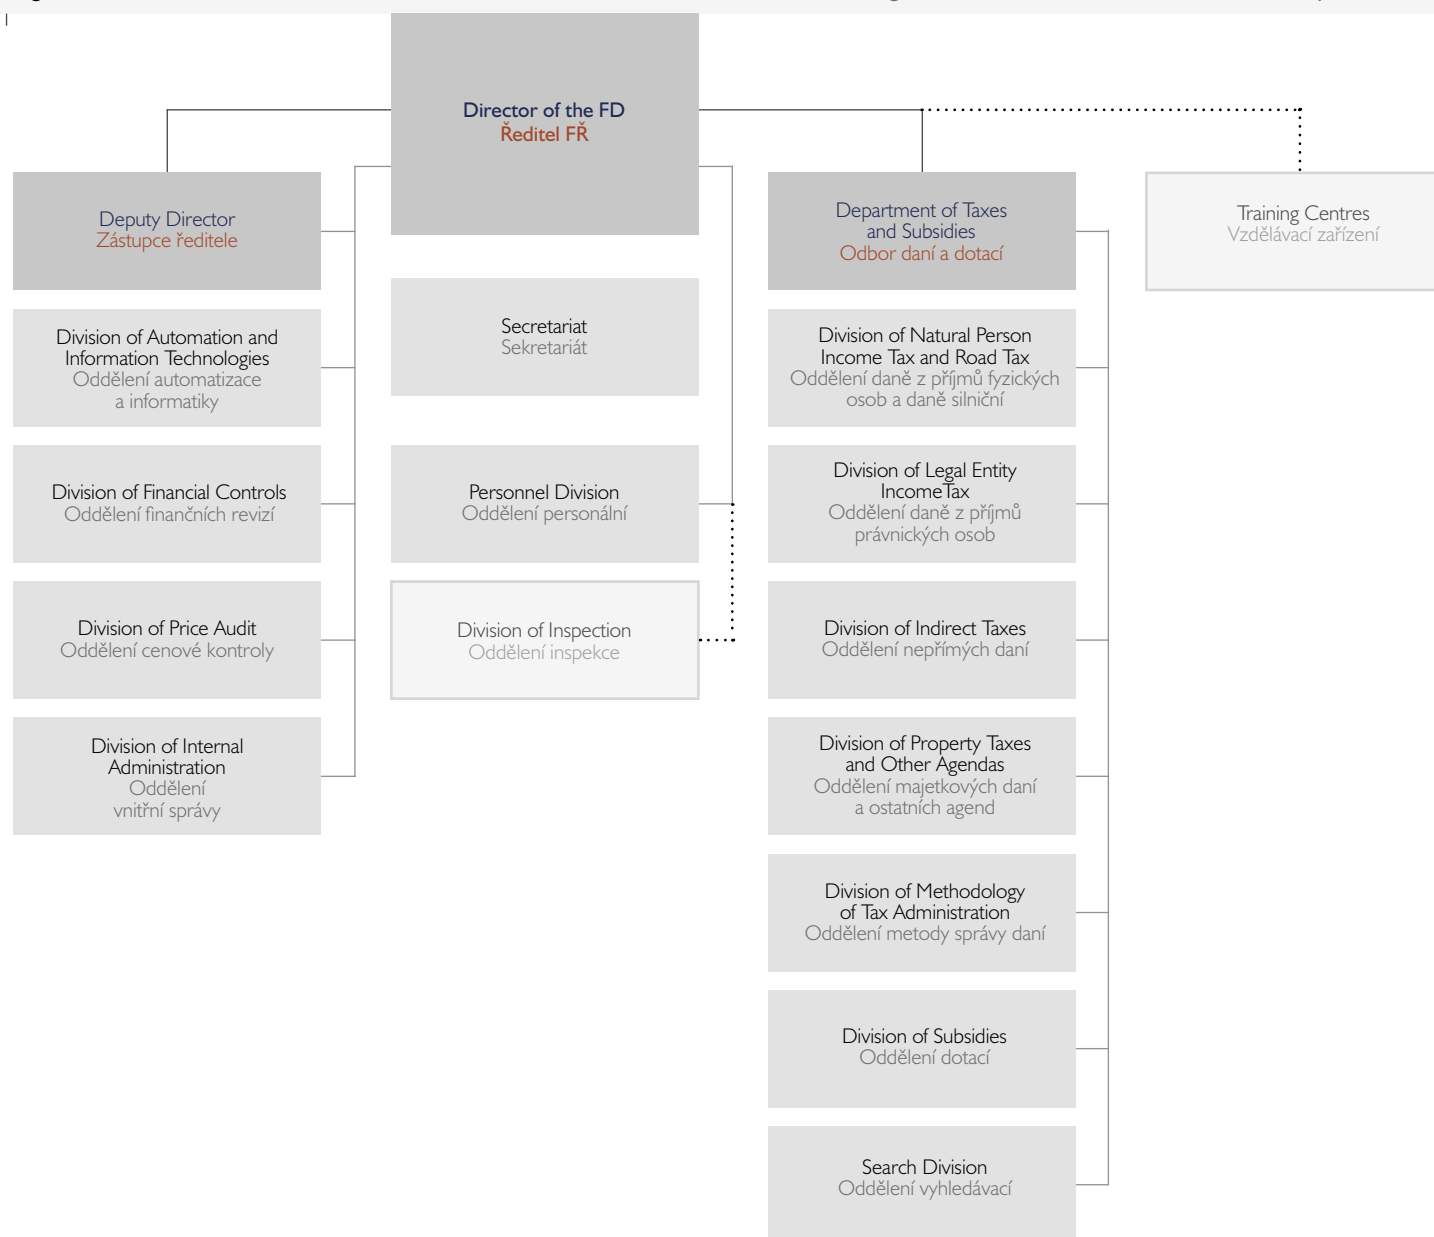 Director of the FD
Ředitel FŘ
Deputy Director
Zástupce ředitele
Department of Taxes
and Subsidies
Odbor daní a dotací
Training Centres
Vzdělávací zařízení
Division of Automation and
Information Technologies
Oddělení automatizace
a informatiky
Secretariat
Sekretariát
Division of Natural Person
Income Tax and Road Tax
Oddělení daně z příjmů fyzických
osob a daně silniční
Division of Financial Controls
Oddělení finančních revizí
Personnel Division
Oddělení personální
Division of Legal Entity
IncomeTax
Oddělení daně z příjmů
právnických osob
Division of Price Audit
Oddělení cenové kontroly
Division of Inspection
Oddělení inspekce
Division of Indirect Taxes
Oddělení nepřímých daní
Division of Internal
Administration
Oddělení
vnitřní správy
Division of Property Taxes
and Other Agendas
Oddělení majetkových daní
a ostatních agend
Division of Methodology
of Tax Administration
Oddělení metody správy daní
Division of Subsidies
Oddělení dotací
Search Division
Oddělení vyhledávací